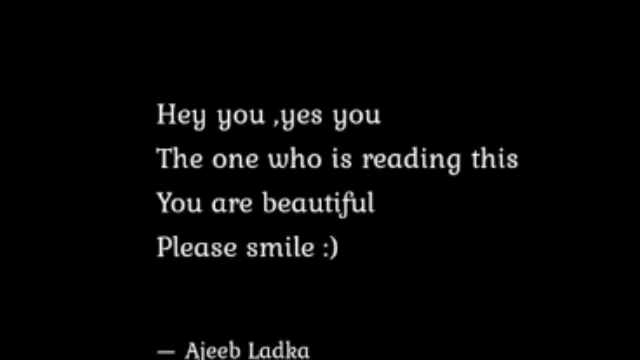 Hey you ,yes you
The one who is reading this
You are beautiful
Please smile :)
— Ajeeb Ladka